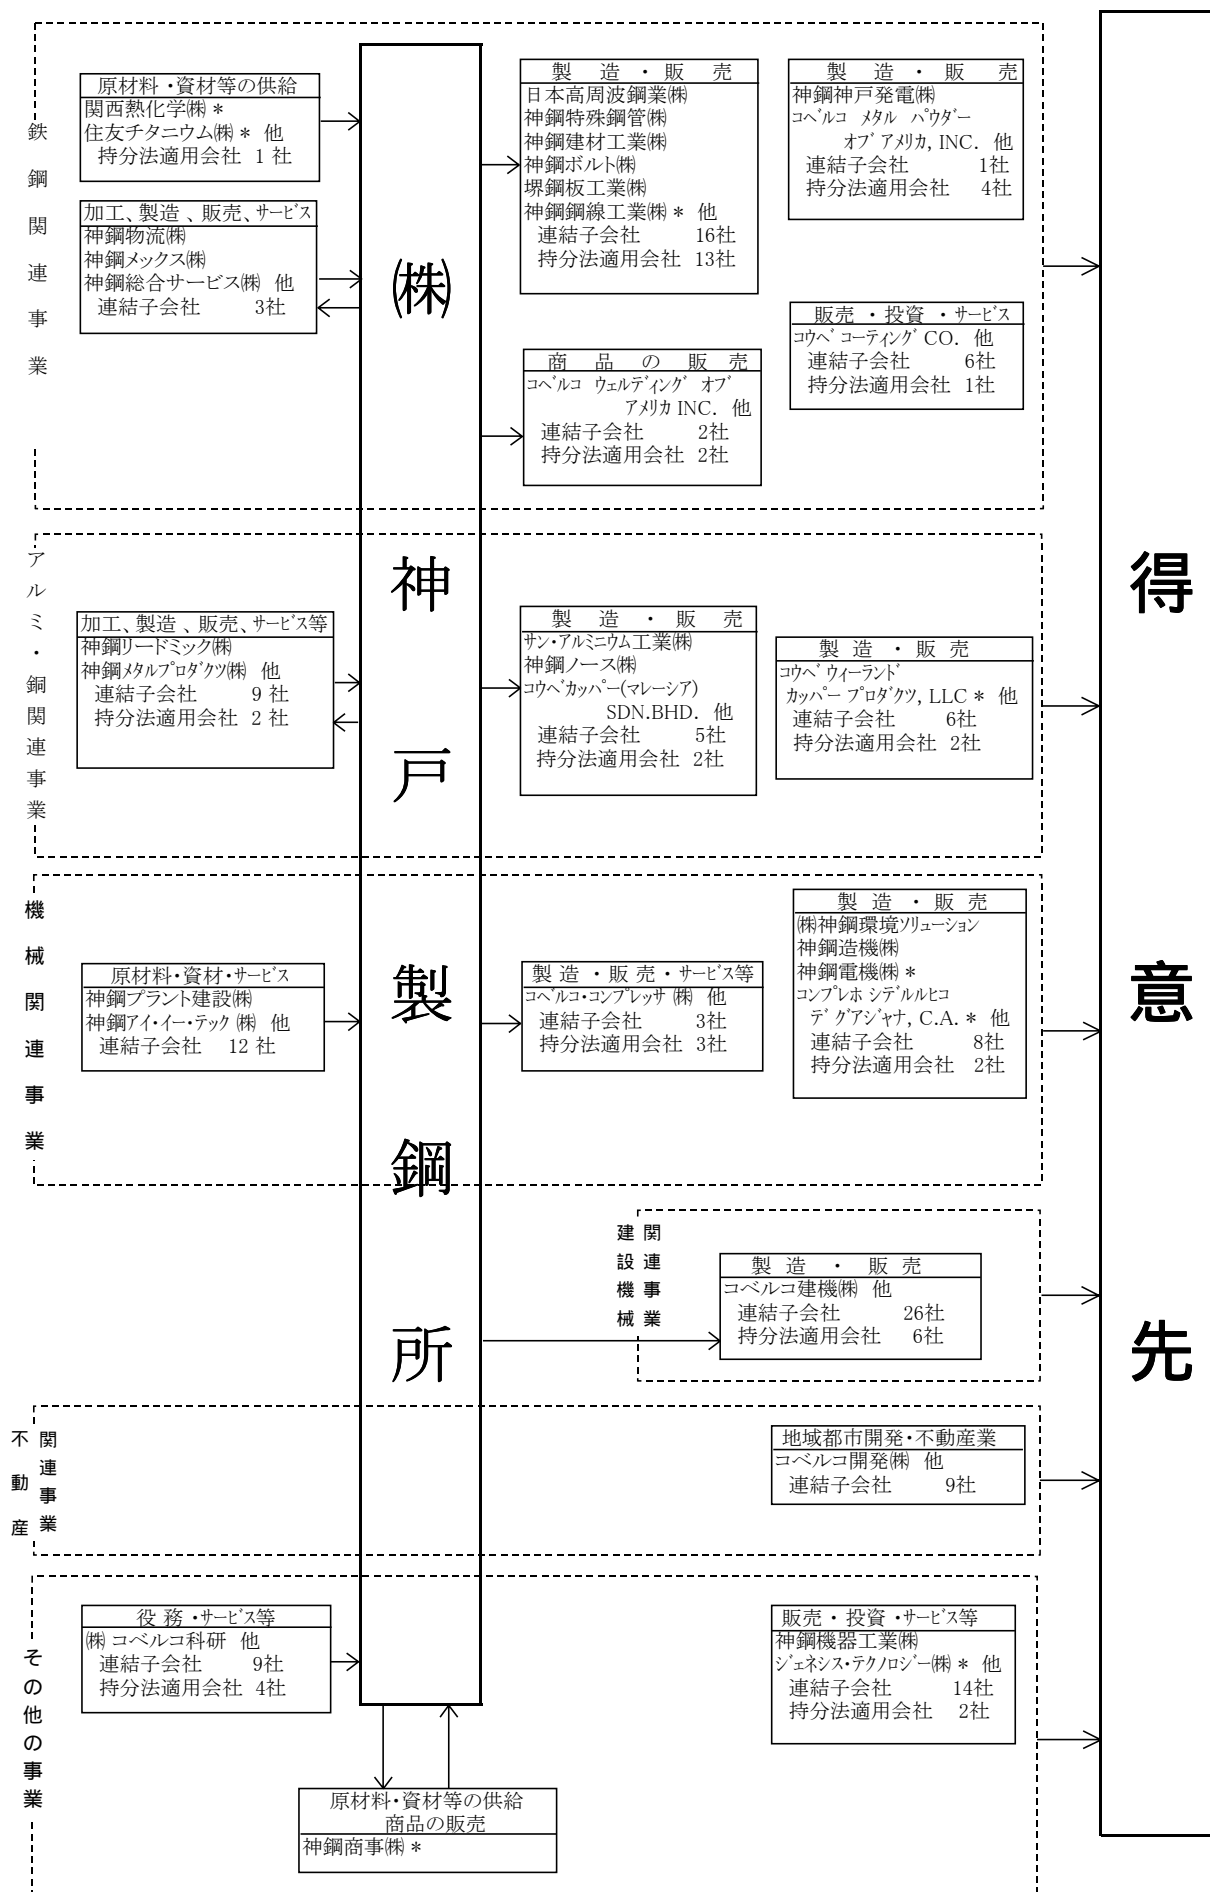 鉄鋼関連事業
原材料・資材等の供給
関西熱化学㈱＊
住友チタニウム㈱＊ 他
持分法適用会社 1 社
加工、製造、販売、サービス
神鋼物流㈱
神鋼メックス㈱
神鋼総合サービス㈱ 他
連結子会社 3社
製造・販売
日本高周波鋼業㈱
神鋼特殊鋼管㈱
神鋼建材工業㈱
神鋼ボルト㈱
堺鋼板工業㈱
神鋼鋼線工業㈱＊ 他
連結子会社 16社
持分法適用会社 13社
製造・販売
神鋼神戸発電㈱
コベルコ メタル パウダー
オブ アメリカ, INC. 他
連結子会社 1社
持分法適用会社 4社
販売・投資・サービス
コウベ コーティング CO. 他
連結子会社 6社
持分法適用会社 1社
商品の販売
コベルコ ウェルディング オブ
アメリカ INC. 他
連結子会社 2社
持分法適用会社 2社
㈱神戸製鋼所
得意先
アルミ・銅関連事業
加工、製造、販売、サービス等
神鋼リードミック㈱
神鋼メタルプロダクツ㈱ 他
連結子会社 9 社
持分法適用会社 2 社
製造・販売
サン・アルミニウム工業㈱
神鋼ノース㈱
コウベカッパー(マレーシア)
SDN.BHD. 他
連結子会社 5社
持分法適用会社 2社
製造・販売
コウベ ウィーランド
カッパー プロダクツ, LLC＊ 他
連結子会社 6社
持分法適用会社 2社
機械関連事業
原材料・資材・サービス
神鋼プラント建設㈱
神鋼アイ・イー・テック㈱ 他
連結子会社 12 社
製造・販売・サービス等
コベルコ・コンプレッサ㈱ 他
連結子会社 3社
持分法適用会社 3社
製造・販売
㈱神鋼環境ソリューション
神鋼造機㈱
神鋼電機㈱＊
コンプレホ シデルルヒコ
デ グアジャナ, C.A.＊ 他
連結子会社 8社
持分法適用会社 2社
建設機械
関連事業
製造・販売
コベルコ建機㈱ 他
連結子会社 26社
持分法適用会社 6社
不動産
関連事業
地域都市開発・不動産業
コベルコ開発㈱ 他
連結子会社 9社
その他の事業
役務・サービス等
㈱コベルコ科研 他
連結子会社 9社
持分法適用会社 4社
販売・投資・サービス等
神鋼機器工業㈱
ジェネシス・テクノロジー㈱＊ 他
連結子会社 14社
持分法適用会社 2社
原材料・資材等の供給
商品の販売
神鋼商事㈱＊